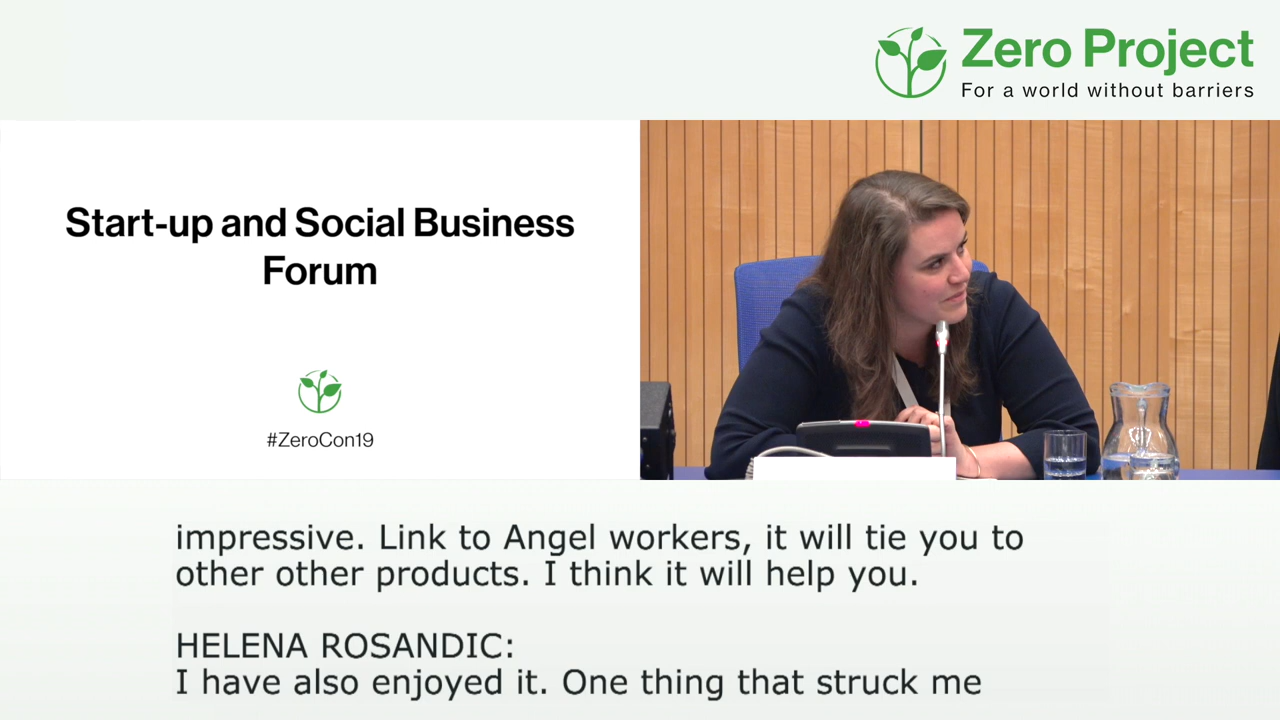 Zero Project
For a world without barriers
Start-up and Social Business
Forum
#ZeroCon19
impressive. Link to Angel workers, it will tie you to
other other products. I think it will help you.
HELENA ROSANDIC:
I have also enjoyed it. One thing that struck me